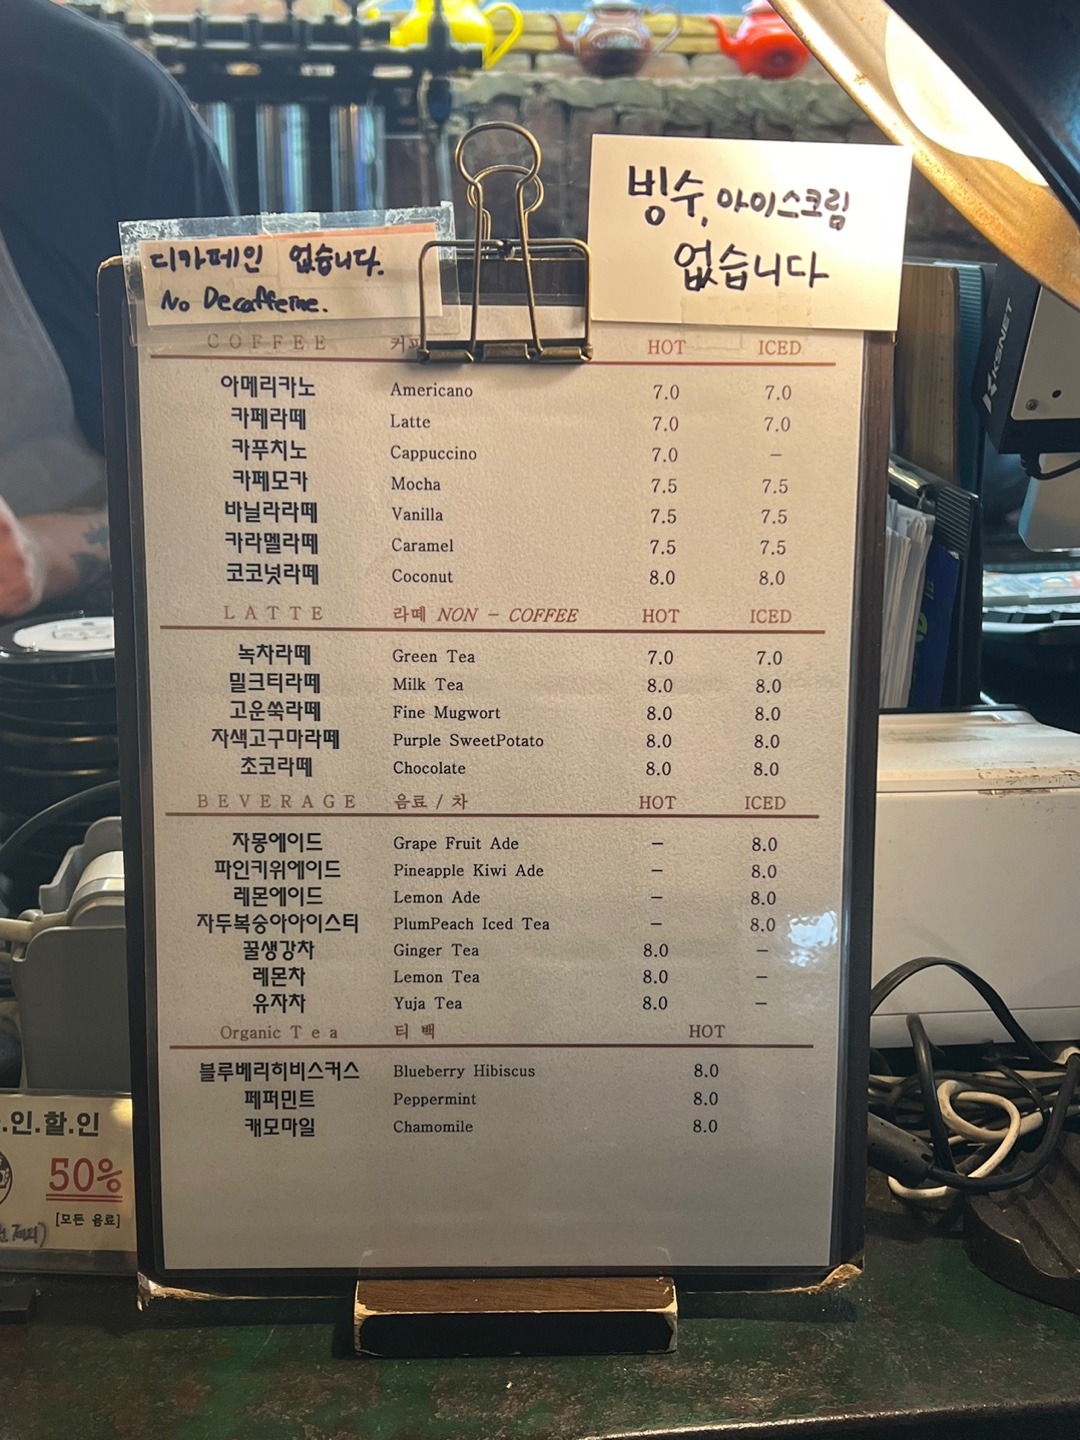 디카페인 없습니다.
No Decaffeine.
빙수, 아이스크림
없습니다
COFFEE HOT ICED
아메리카노 Americano 7.0 7.0
카페라떼 Latte 7.0 7.0
카푸치노 Cappuccino 7.0 –
카페모카 Mocha 7.5 7.5
바닐라라떼 Vanilla 7.5 7.5
카라멜라떼 Caramel 7.5 7.5
코코넛라떼 Coconut 8.0 8.0
LATTE 라떼 NON – COFFEE HOT ICED
녹차라떼 Green Tea 7.0 7.0
밀크티라떼 Milk Tea 8.0 8.0
고운쑥라떼 Fine Mugwort 8.0 8.0
자색고구마라떼 Purple SweetPotato 8.0 8.0
초코라떼 Chocolate 8.0 8.0
BEVERAGE 음료 / 차 HOT ICED
자몽에이드 Grape Fruit Ade – 8.0
파인키위에이드 Pineapple Kiwi Ade – 8.0
레몬에이드 Lemon Ade – 8.0
자두복숭아아이스티 PlumPeach Iced Tea – 8.0
꿀생강차 Ginger Tea 8.0 –
레몬차 Lemon Tea 8.0 –
유자차 Yuja Tea 8.0 –
Organic Tea 티 백 HOT
블루베리히비스커스 Blueberry Hibiscus 8.0
페퍼민트 Peppermint 8.0
캐모마일 Chamomile 8.0
.인.할.인
50%
[모든 음료]
KSNET